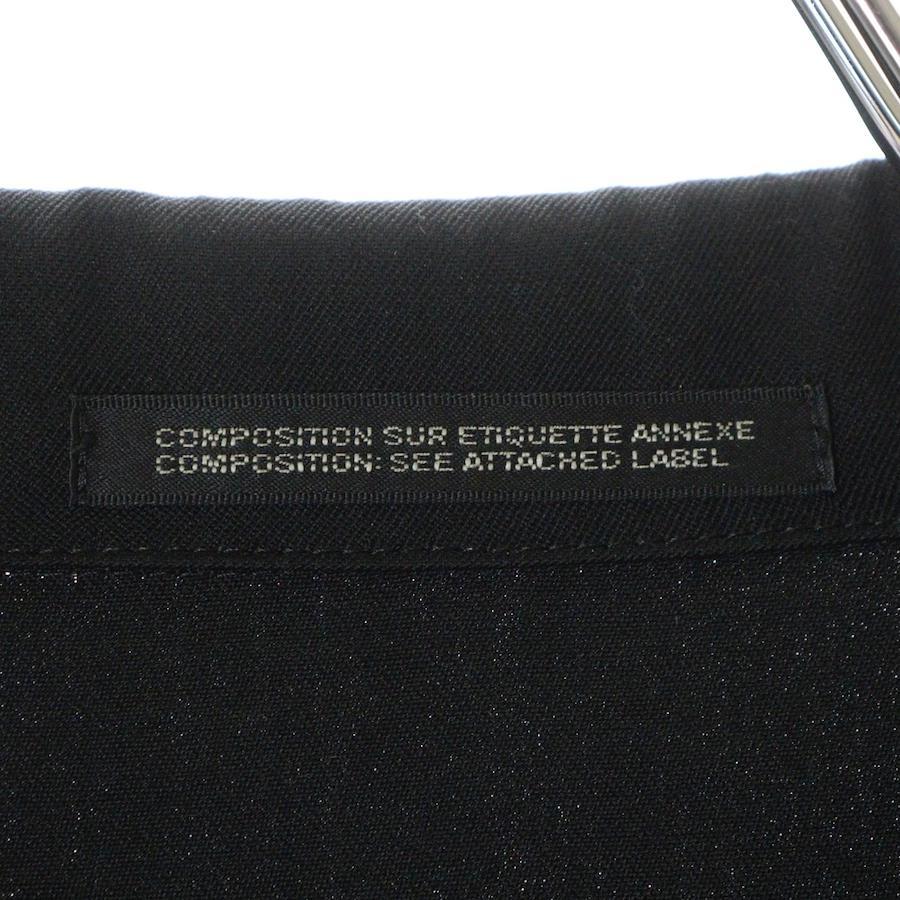 COMPOSITION SUR ETIQUETTE ANNEXE
COMPOSITION: SEE ATTACHED LABEL